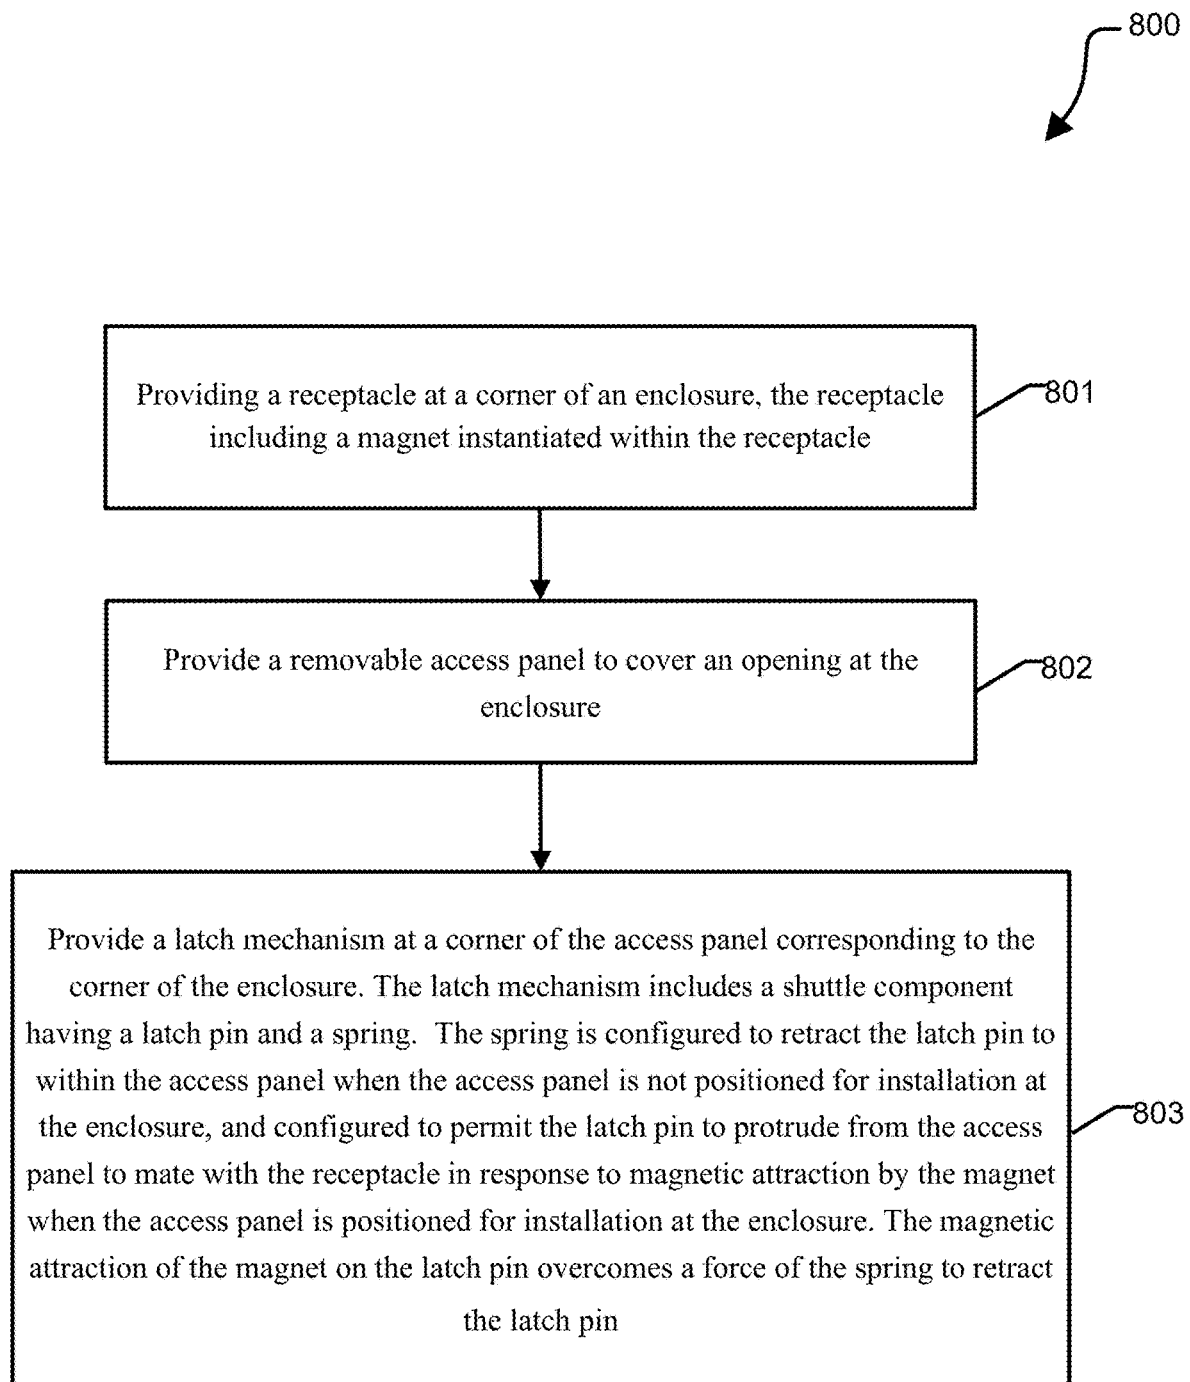 800
Providing a receptacle at a corner of an enclosure, the receptacle
including a magnet instantiated within the receptacle
801
Provide a removable access panel to cover an opening at the
enclosure
802
Provide a latch mechanism at a corner of the access panel corresponding to the
corner of the enclosure. The latch mechanism includes a shuttle component
having a latch pin and a spring.  The spring is configured to retract the latch pin to
within the access panel when the access panel is not positioned for installation at
the enclosure, and configured to permit the latch pin to protrude from the access
panel to mate with the receptacle in response to magnetic attraction by the magnet
when the access panel is positioned for installation at the enclosure. The magnetic
attraction of the magnet on the latch pin overcomes a force of the spring to retract
the latch pin
803